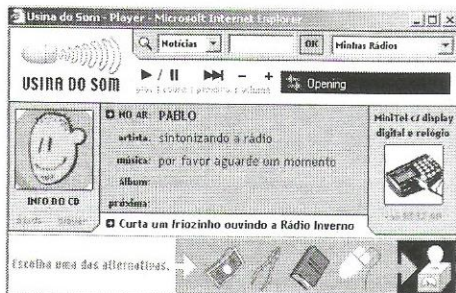 Usina do Som - Player - Microsoft Internet Explorer
Notícias OK Minhas Rádios
USINA DO SOM
Opening
NO AR: PABLO
artista: sintonizando a rádio
música: por favor aguarde um momento
álbum:
próxima:
INFO DO CD
MiniTel c/ display
digital e relógio
Curta um friozinho ouvindo a Rádio Inverno
Escolha uma das alternativas.